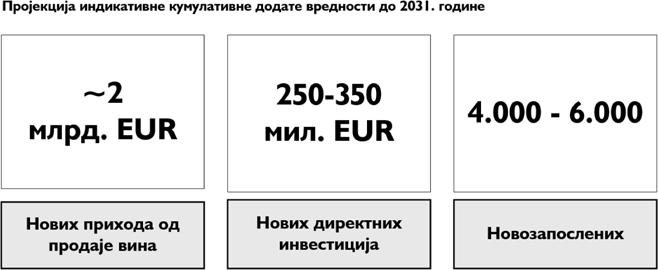 Пројекција индикативне кумулативне додате вредности до 2031. године
~2
млрд. EUR
Нових прихода од
продаје вина
250-350
мил. EUR
Нових директних
инвестиција
4.000 - 6.000
Новозапослених